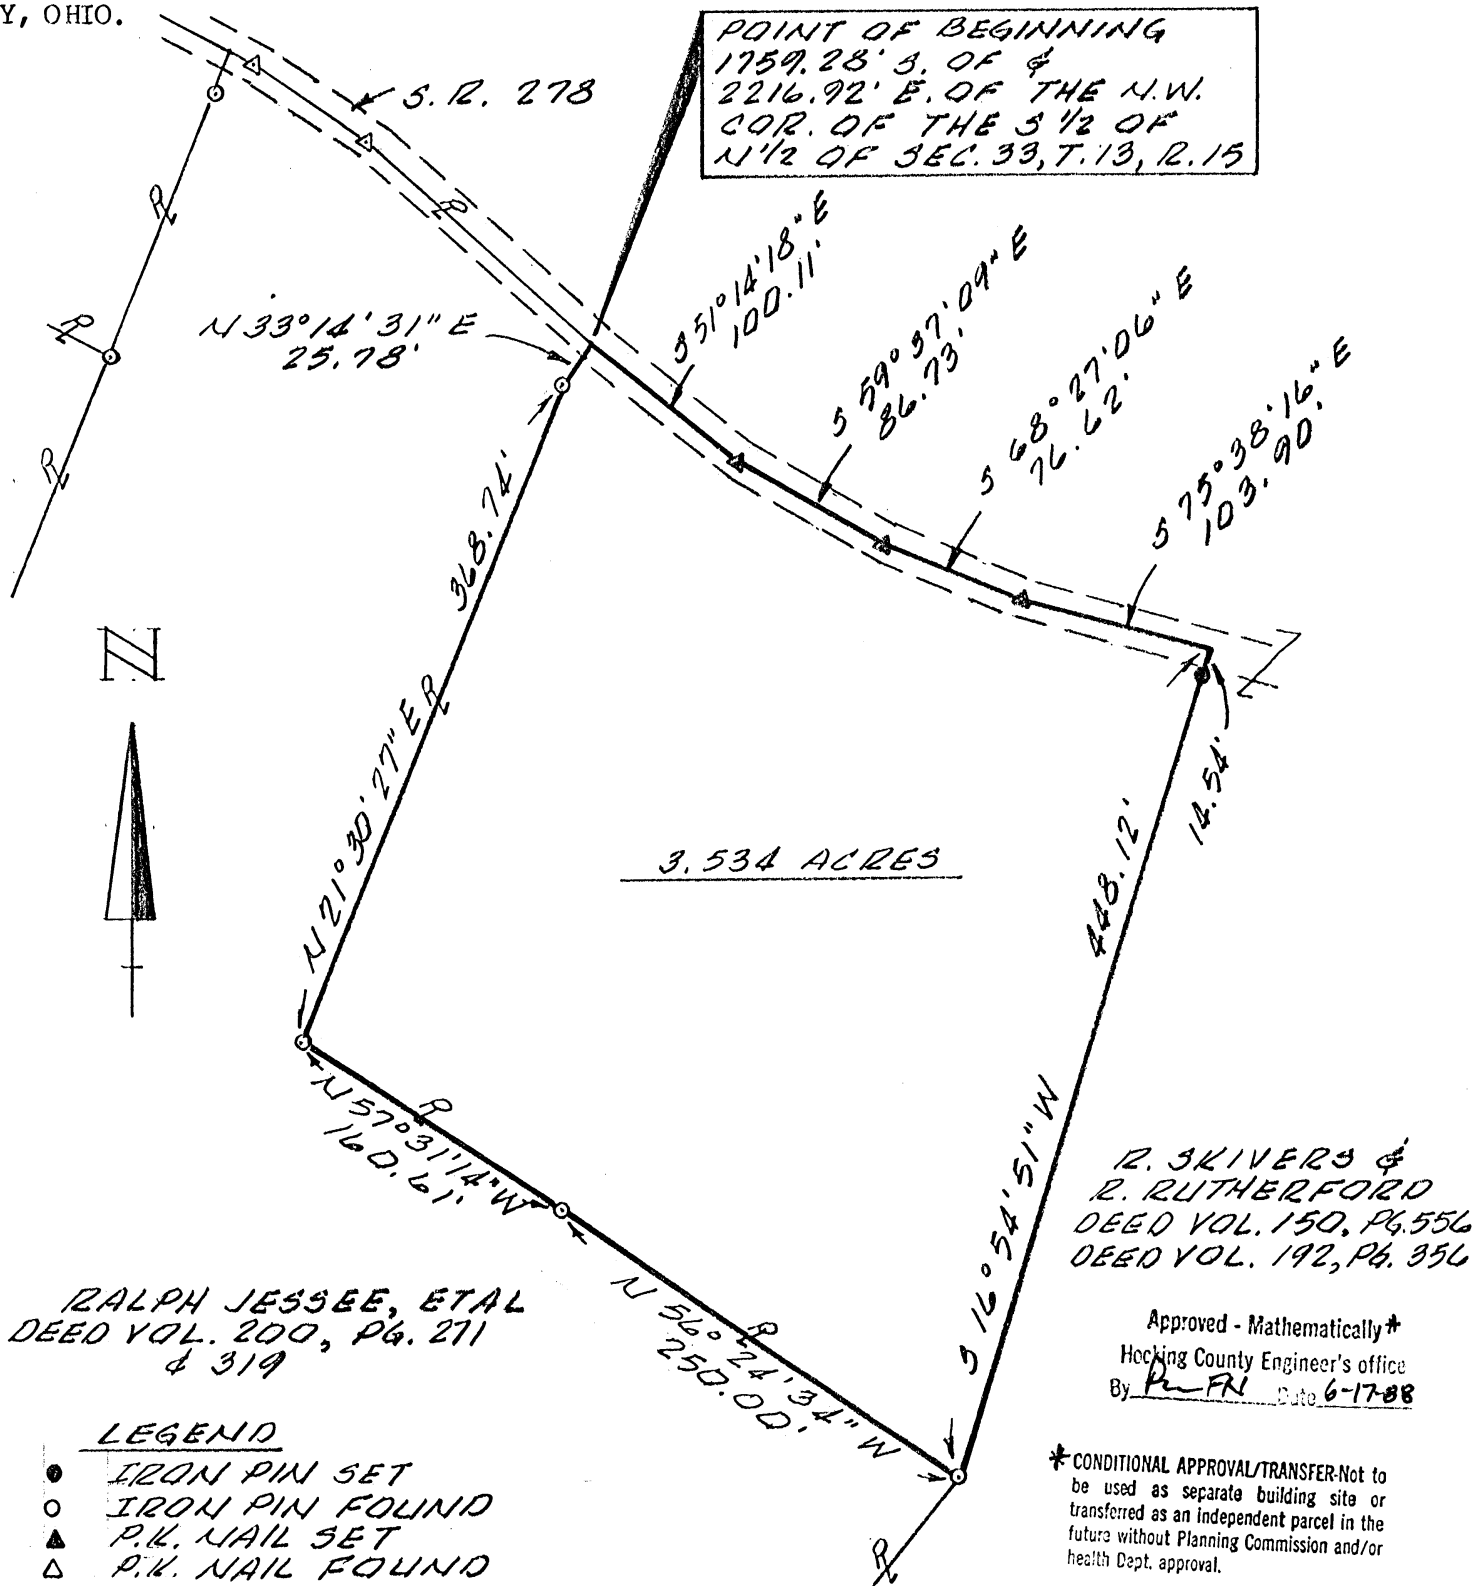 Y, OHIO.
POINT OF BEGINNING
1759.28' S. OF &
2216.92' E. OF THE N.W.
COR. OF THE S 1/2 OF
N 1/2 OF SEC. 33, T. 13, R. 15
S.R. 278
N 33° 14' 31" E
25.78'
S 51° 14' 18" E
100.11'
S 59° 37' 09" E
86.73'
S 68° 27' 06" E
76.62'
S 75° 38' 16" E
103.90'
368.74'
N 21° 30' 27" E
N
14.54'
448.12'
3.534 ACRES
S 16° 54' 51" W
N 57° 31' 14" W
160.61'
N 56° 24' 34" W
250.00'
R. SKIVERS &
R. RUTHERFORD
DEED VOL. 150, PG. 556
DEED VOL. 192, PG. 356
RALPH JESSEE, ETAL
DEED VOL. 200, PG. 271
& 319
Approved - Mathematically *
Hocking County Engineer's office
By Date 6-17-88
* CONDITIONAL APPROVAL/TRANSFER-Not to
be used as separate building site or
transferred as an independent parcel in the
future without Planning Commission and/or
health Dept. approval.
LEGEND
IRON PIN SET
IRON PIN FOUND
P.K. NAIL SET
P.K. NAIL FOUND